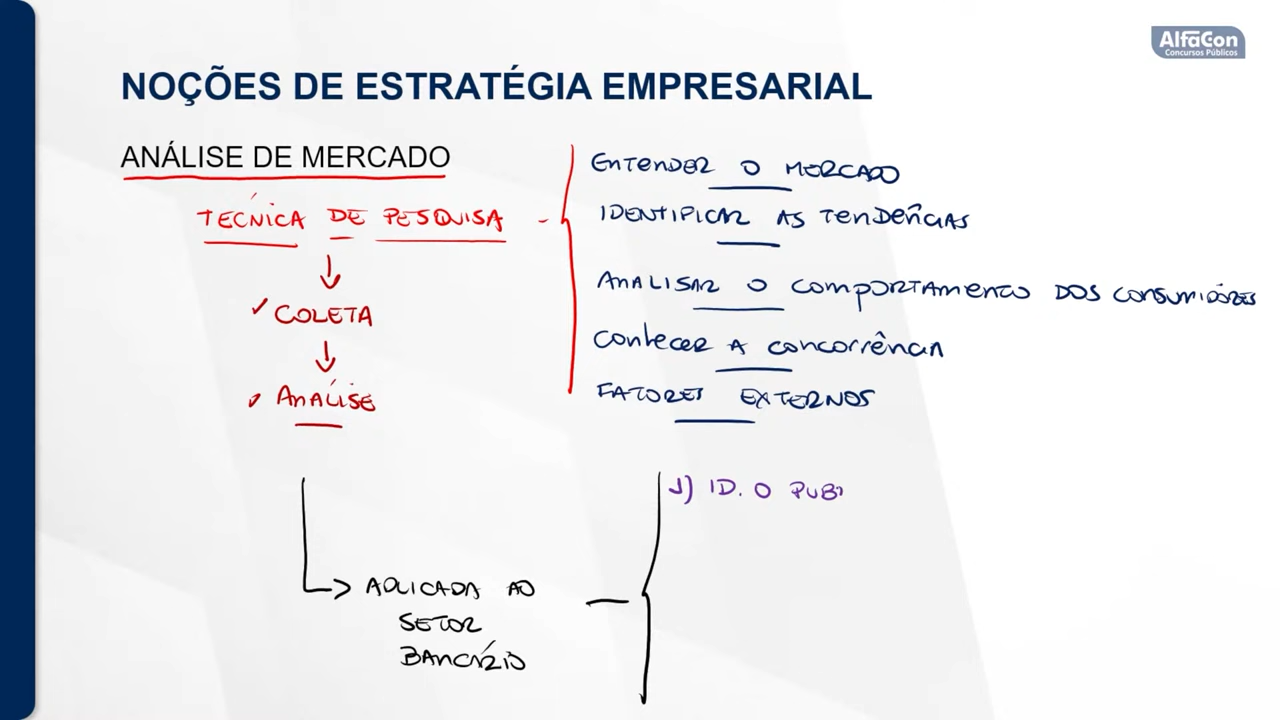 AlfaCon
Concursos Públicos
NOÇÕES DE ESTRATÉGIA EMPRESARIAL
ANÁLISE DE MERCADO
TÉCNICA DE PESQUISA
COLETA
ANÁLISE
ENTENDER O MERCADO
IDENTIFICAR AS TENDÊNCIAS
ANALISAR O COMPORTAMENTO DOS CONSUMIDORES
CONHECER A CONCORRÊNCIA
FATORES EXTERNOS
APLICADA AO
SETOR
BANCÁRIO
1) ID. O PUB